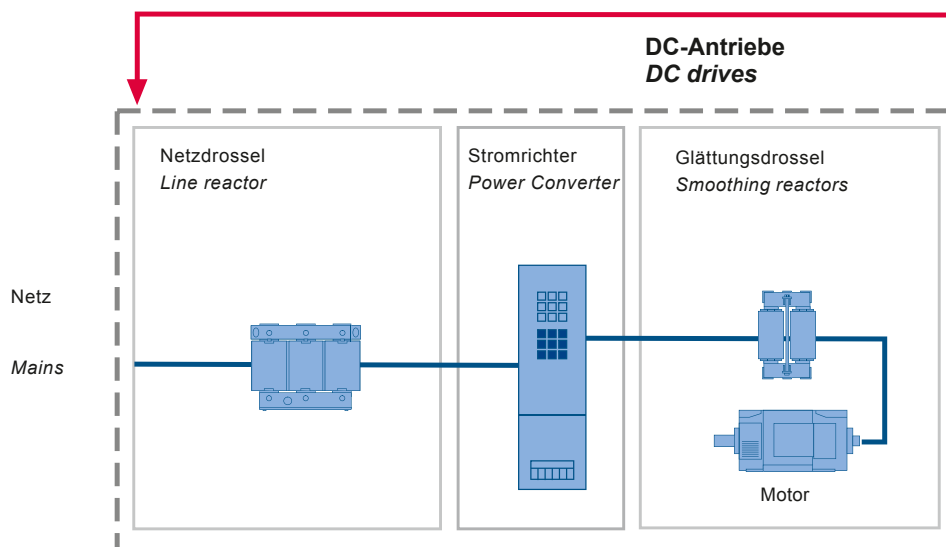 DC-Antriebe
DC drives
Netzdrossel
Line reactor
Stromrichter
Power Converter
Glättungsdrossel
Smoothing reactors
Netz
Mains
Motor